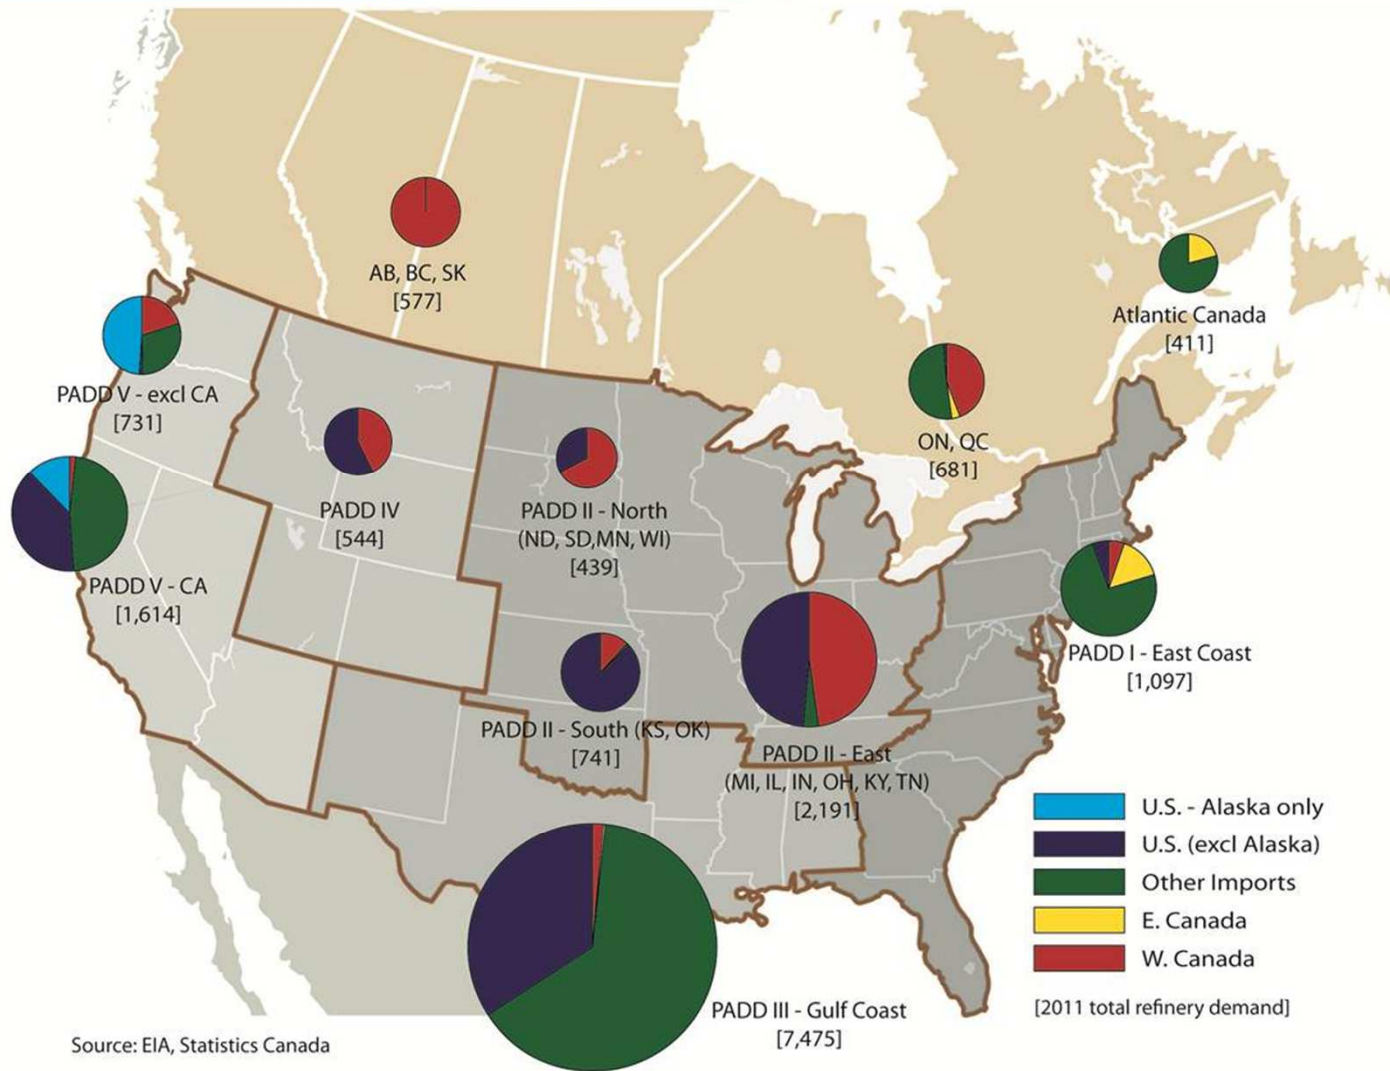 AB, BC, SK
[577]
Atlantic Canada
[411]
PADD V - excl CA
[731]
ON, QC
[681]
PADD IV
[544]
PADD II - North
(ND, SD,MN, WI)
[439]
PADD V - CA
[1,614]
PADD I - East Coast
[1,097]
PADD II - South (KS, OK)
[741]
PADD II - East
(MI, IL, IN, OH, KY, TN)
[2,191]
U.S. - Alaska only
U.S. (excl Alaska)
Other Imports
E. Canada
W. Canada
[2011 total refinery demand]
PADD III - Gulf Coast
[7,475]
Source: EIA, Statistics Canada